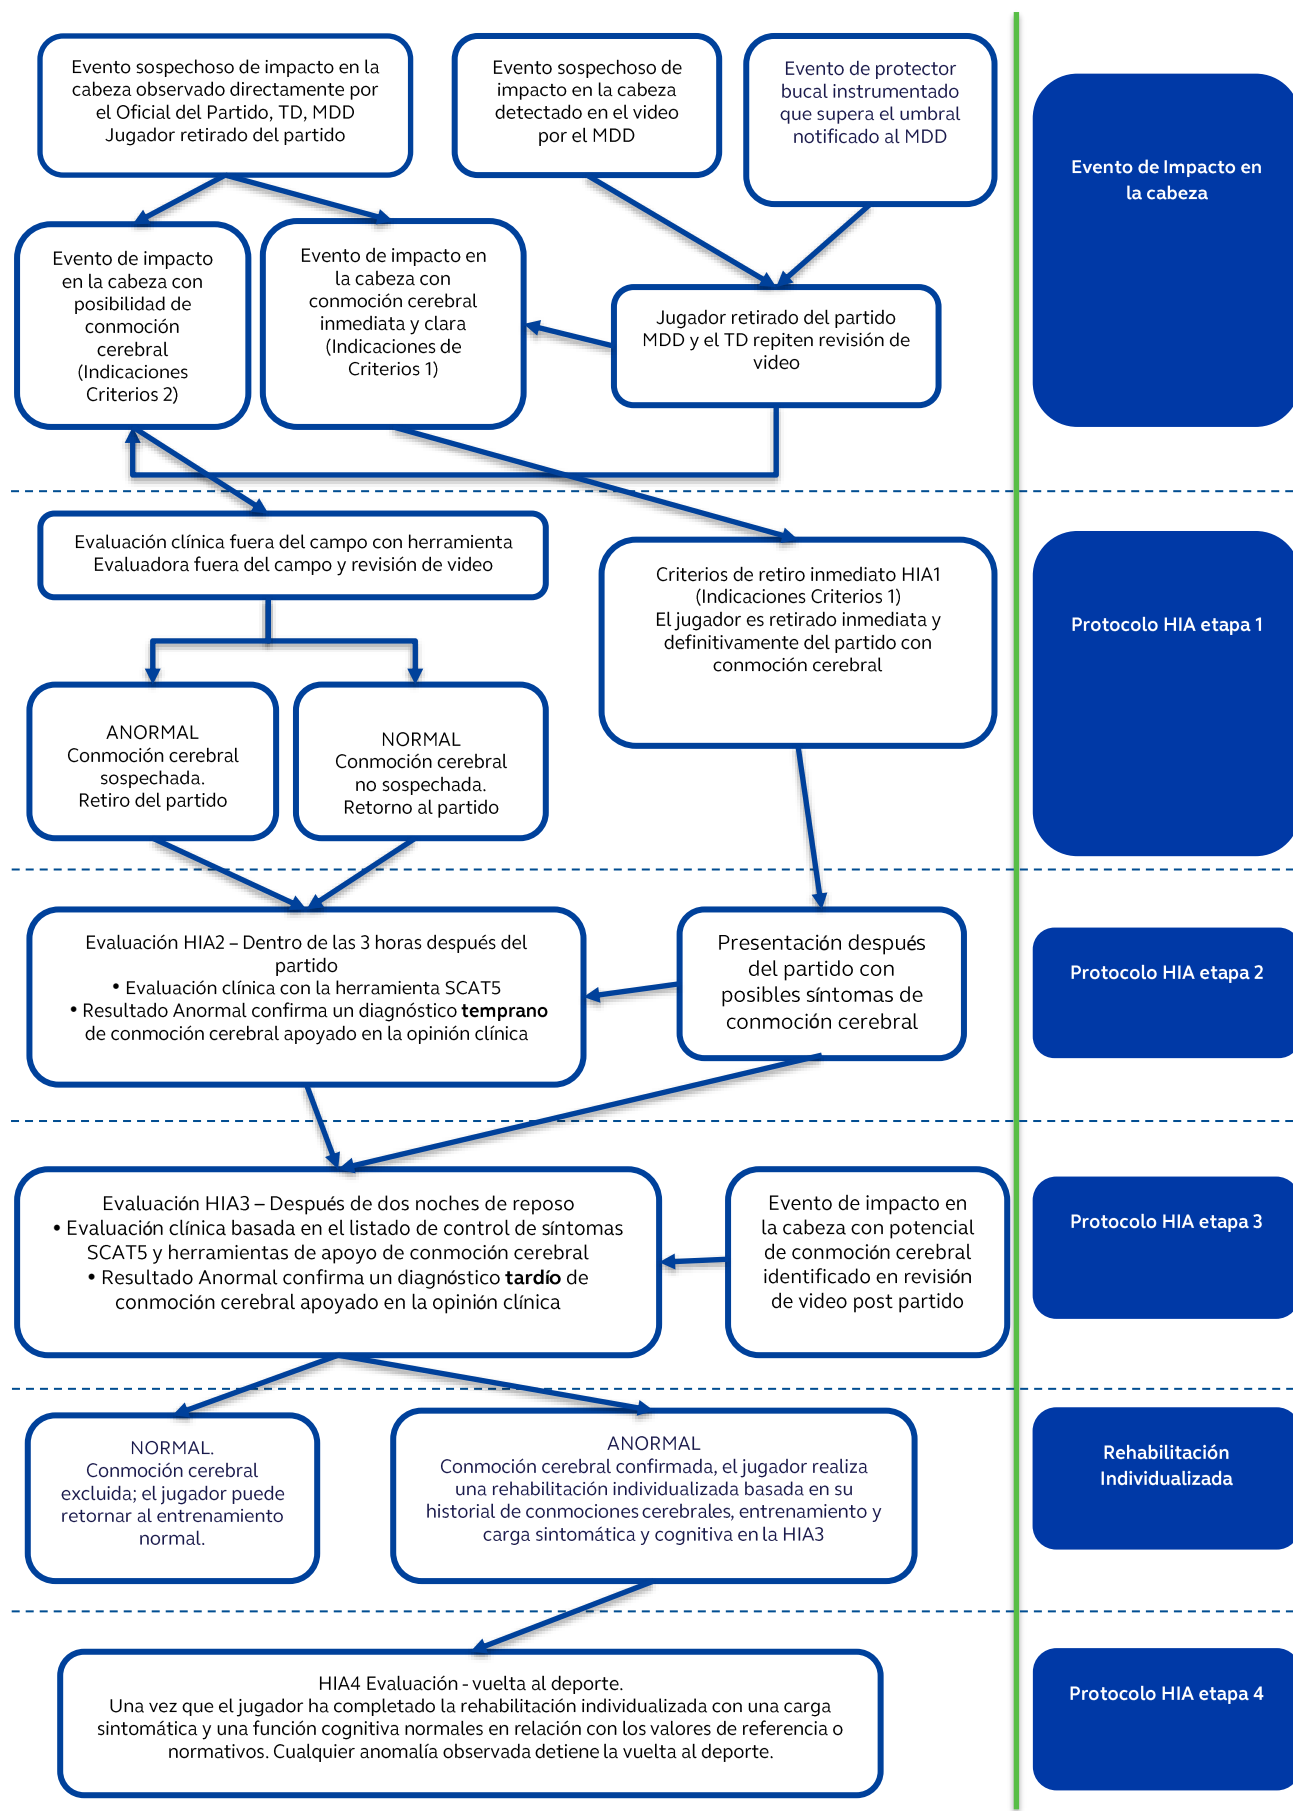 Evento sospechoso de impacto en la
cabeza observado directamente por
el Oficial del Partido, TD, MDD
Jugador retirado del partido
Evento sospechoso de
impacto en la cabeza
detectado en el video
por el MDD
Evento de protector
bucal instrumentado
que supera el umbral
notificado al MDD
Evento de Impacto en
la cabeza
Evento de impacto
en la cabeza con
posibilidad de
conmoción
cerebral
(Indicaciones
Criterios 2)
Evento de impacto en
la cabeza con
conmoción cerebral
inmediata y clara
(Indicaciones de
Criterios 1)
Jugador retirado del partido
MDD y el TD repiten revisión de
video
Evaluación clínica fuera del campo con herramienta
Evaluadora fuera del campo y revisión de video
Criterios de retiro inmediato HIA1
(Indicaciones Criterios 1)
El jugador es retirado inmediata y
definitivamente del partido con
conmoción cerebral
Protocolo HIA etapa 1
ANORMAL
Conmoción cerebral
sospechada.
Retiro del partido
NORMAL
Conmoción cerebral
no sospechada.
Retorno al partido
Evaluación HIA2 – Dentro de las 3 horas después del
partido
• Evaluación clínica con la herramienta SCAT5
• Resultado Anormal confirma un diagnóstico temprano
de conmoción cerebral apoyado en la opinión clínica
Presentación después
del partido con
posibles síntomas de
conmoción cerebral
Protocolo HIA etapa 2
Evaluación HIA3 – Después de dos noches de reposo
• Evaluación clínica basada en el listado de control de síntomas
SCAT5 y herramientas de apoyo de conmoción cerebral
• Resultado Anormal confirma un diagnóstico tardío de
conmoción cerebral apoyado en la opinión clínica
Evento de impacto en
la cabeza con potencial
de conmoción cerebral
identificado en revisión
de video post partido
Protocolo HIA etapa 3
NORMAL.
Conmoción cerebral
excluida; el jugador puede
retornar al entrenamiento
normal.
ANORMAL
Conmoción cerebral confirmada, el jugador realiza
una rehabilitación individualizada basada en su
historial de conmociones cerebrales, entrenamiento y
carga sintomática y cognitiva en la HIA3
Rehabilitación
Individualizada
HIA4 Evaluación - vuelta al deporte.
Una vez que el jugador ha completado la rehabilitación individualizada con una carga
sintomática y una función cognitiva normales en relación con los valores de referencia o
normativos. Cualquier anomalía observada detiene la vuelta al deporte.
Protocolo HIA etapa 4